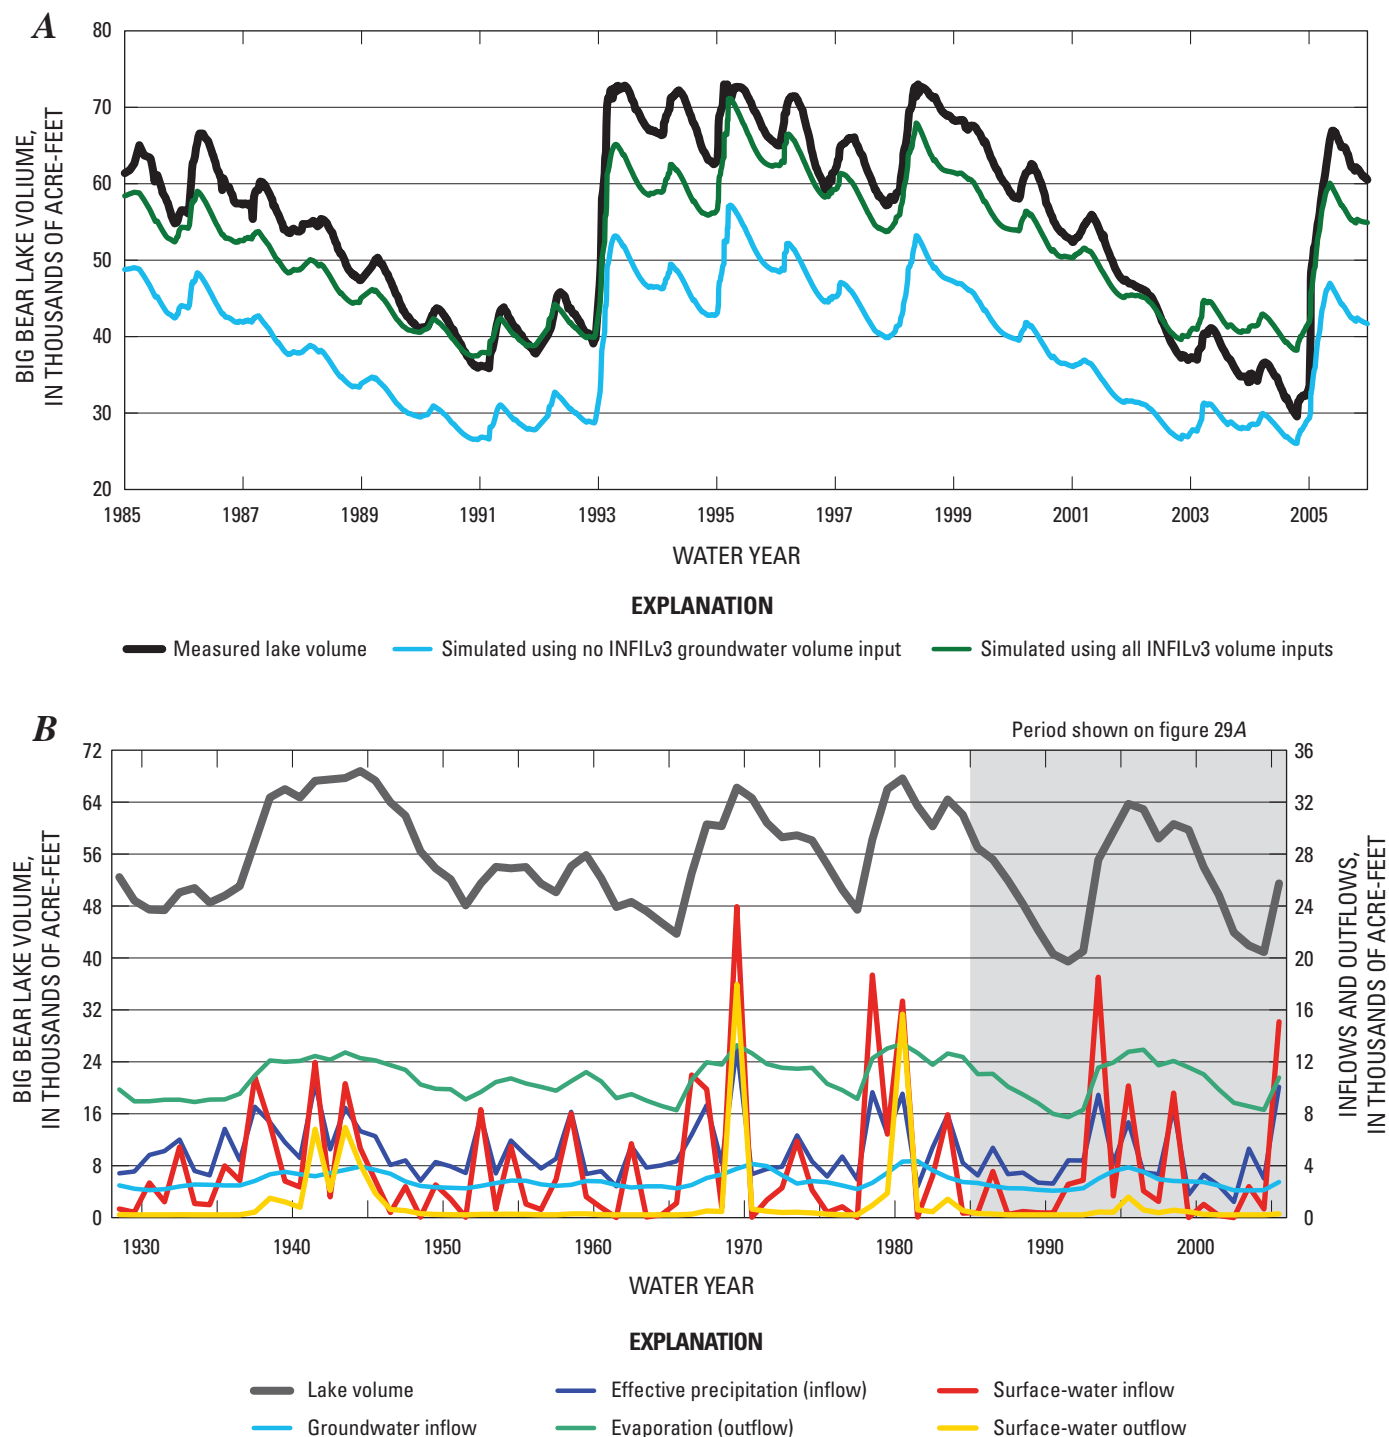 A
80
70
60
50
40
30
20
BIG BEAR LAKE VOLIUME,
IN THOUSANDS OF ACRE-FEET
1985 1987 1989 1991 1993 1995 1997 1999 2001 2003 2005
WATER YEAR
EXPLANATION
Measured lake volume Simulated using no INFILv3 groundwater volume input Simulated using all INFILv3 volume inputs
B
Period shown on figure 29A
72
64
56
48
40
32
24
16
8
0
BIG BEAR LAKE VOLUME,
IN THOUSANDS OF ACRE-FEET
36
32
28
24
20
16
12
8
4
0
INFLOWS AND OUTFLOWS,
IN THOUSANDS OF ACRE-FEET
1930 1940 1950 1960 1970 1980 1990 2000
WATER YEAR
EXPLANATION
Lake volume Effective precipitation (inflow) Surface-water inflow
Groundwater inflow Evaporation (outflow) Surface-water outflow